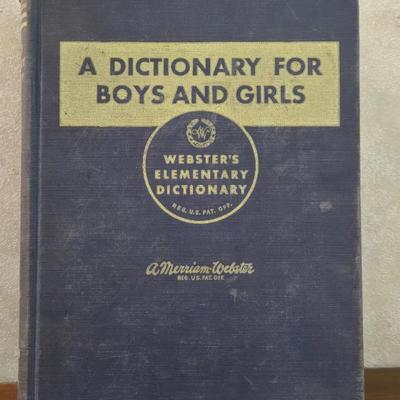 A DICTIONARY FOR
BOYS AND GIRLS
W
WEBSTER'S
ELEMENTARY
DICTIONARY
REG. U.S. PAT. OFF.
A Merriam-Webster
REG. U.S. PAT. OFF.